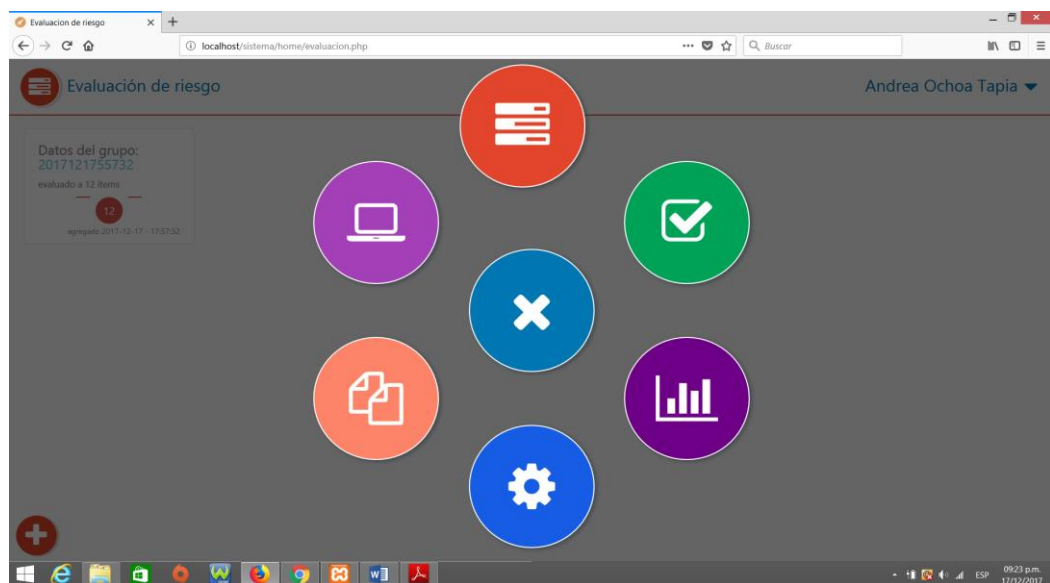 Evaluacion de riesgo
localhost/sistema/home/evaluacion.php
Buscar
Evaluación de riesgo
Andrea Ochoa Tapia
Datos del grupo:
2017121755732
evaluado a 12 items
12
agregado 2017-12-17 - 17:57:32
ESP
09:23 p.m.
17/12/2017